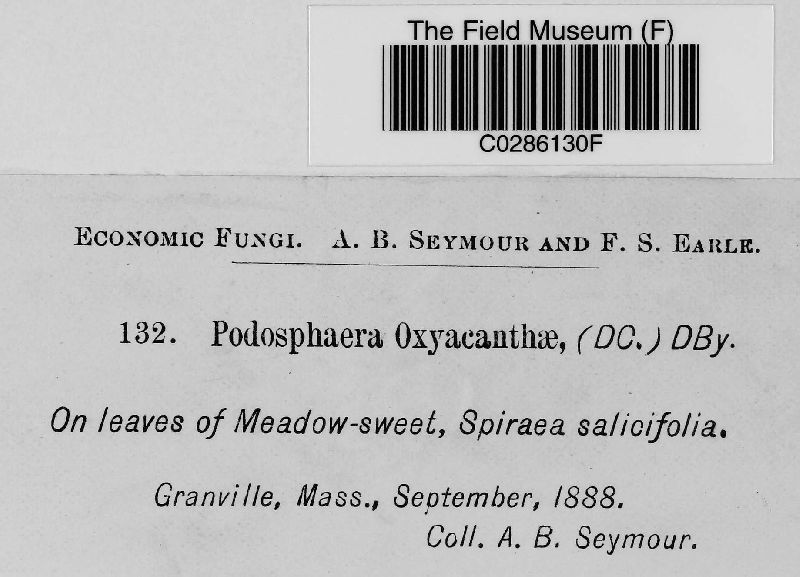 The Field Museum (F)
C0286130F
Economic Fungi. A. B. Seymour and F. S. Earle.
132. Podosphaera Oxyacanthæ, (DC.) DBy.
On leaves of Meadow-sweet, Spiraea salicifolia.
Granville, Mass., September, 1888.
Coll. A. B. Seymour.